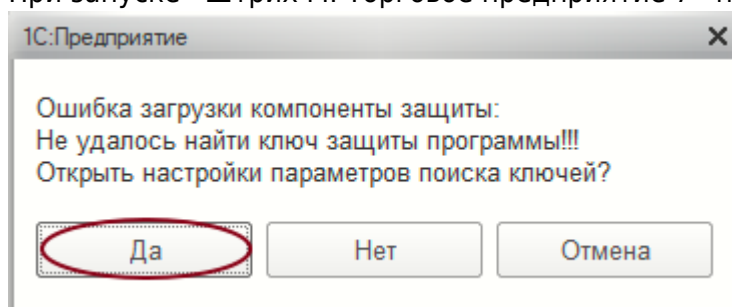 При запуске "Штрих-М: Торговое предприятие 7"
1С:Предприятие
Ошибка загрузки компоненты защиты:
Не удалось найти ключ защиты программы!!!
Открыть настройки параметров поиска ключей?
Да Нет Отмена